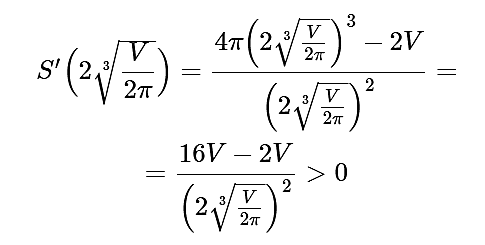 S'(2∛(V/(2π))) = (4π(2∛(V/(2π)))³ − 2V)/(2∛(V/(2π)))² =
= (16V − 2V)/(2∛(V/(2π)))² > 0